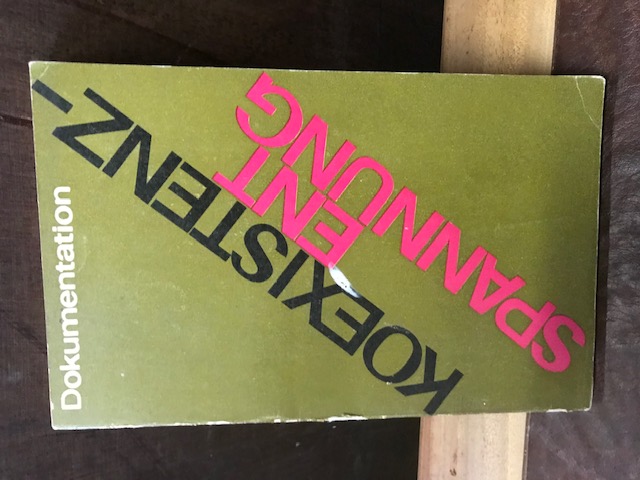 Dokumentation
KOEXISTENZ-
ENT
SPANNUNG